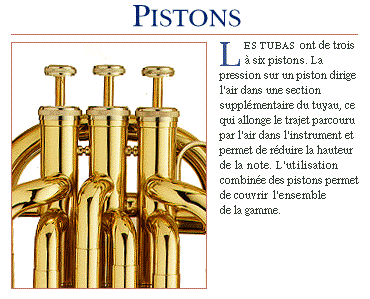 PISTONS
LES TUBAS ont de trois
à six pistons. La
pression sur un piston dirige
l'air dans une section
supplémentaire du tuyau, ce
qui allonge le trajet parcouru
par l'air dans l'instrument et
permet de réduire la hauteur
de la note. L'utilisation
combinée des pistons permet
de couvrir l'ensemble
de la gamme.